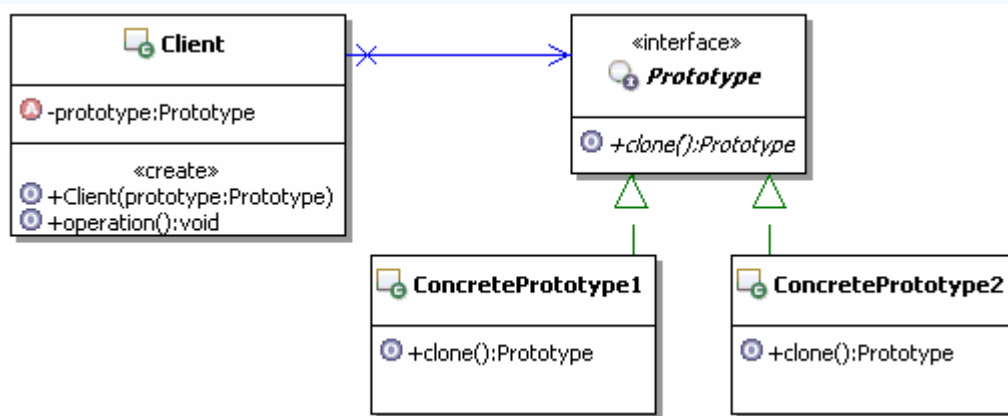 Client
-prototype:Prototype
«create»
+Client(prototype:Prototype)
+operation():void
«interface»
Prototype
+clone():Prototype
ConcretePrototype1
+clone():Prototype
ConcretePrototype2
+clone():Prototype